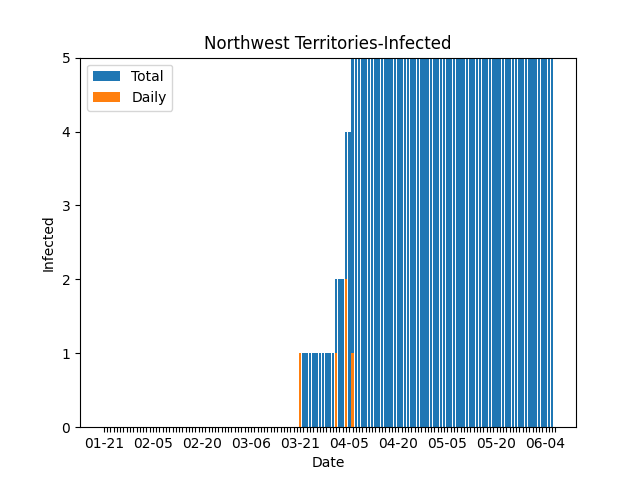 Northwest Territories-Infected
Total
Daily
Infected
5
4
3
2
1
0
01-21 02-05 02-20 03-06 03-21 04-05 04-20 05-05 05-20 06-04
Date